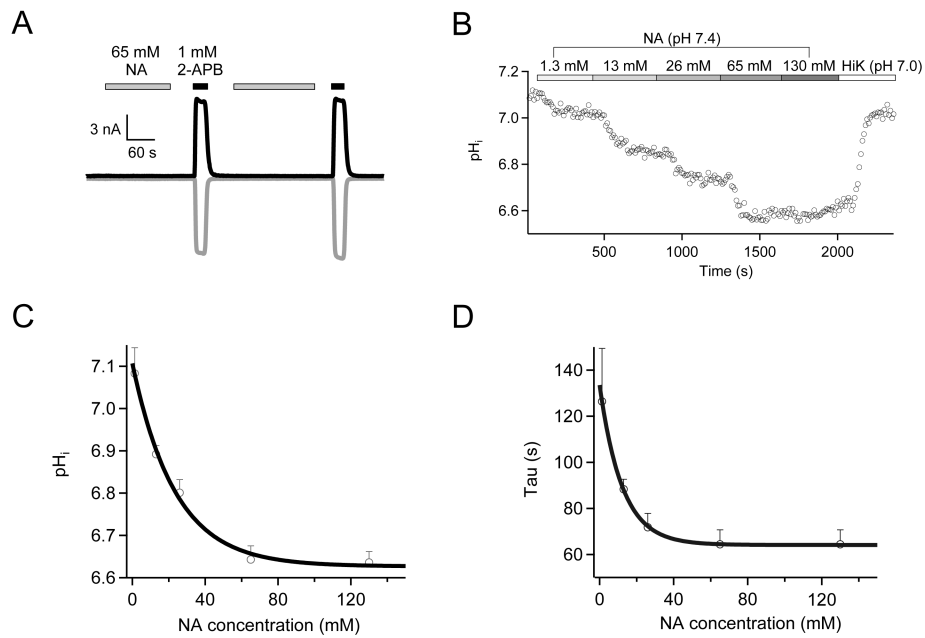 A
65 mM
NA
1 mM
2-APB
3 nA
60 s
B
NA (pH 7.4)
1.3 mM 13 mM 26 mM 65 mM 130 mM HiK (pH 7.0)
7.2
7.0
6.8
6.6
pHi
500 1000 1500 2000
Time (s)
C
7.1
7.0
6.9
6.8
6.7
6.6
pHi
0 40 80 120
NA concentration (mM)
D
140
120
100
80
60
Tau (s)
0 40 80 120
NA concentration (mM)